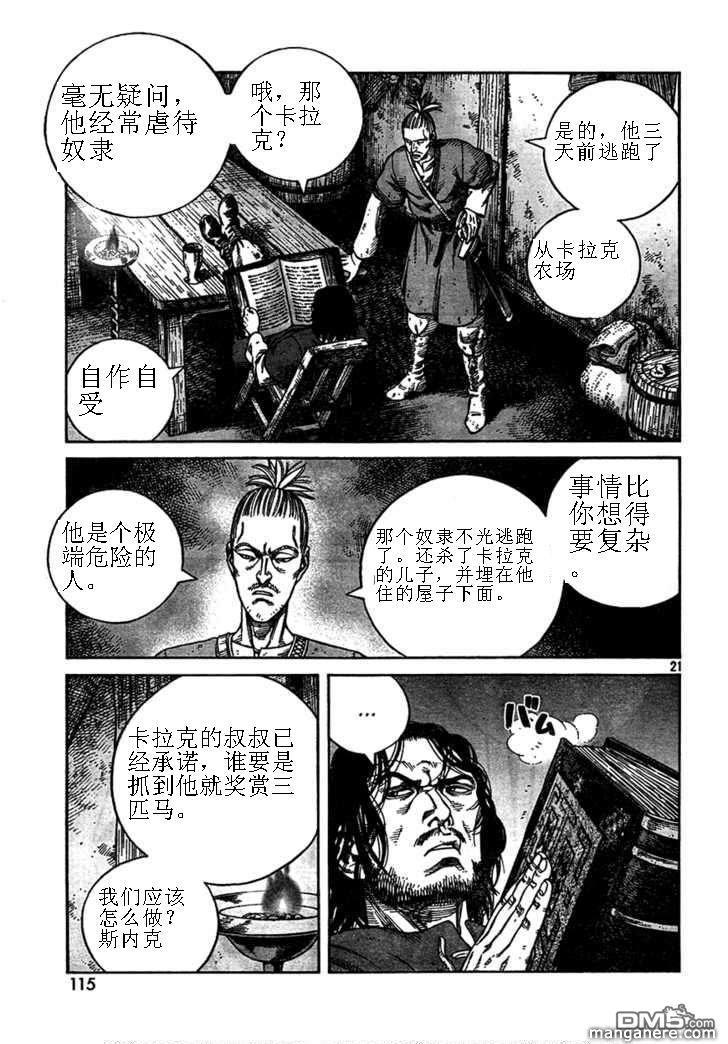 是的，他三
天前逃跑了
从卡拉克
农场
哦，那
个卡拉
克？
毫无疑问，
他经常虐待
奴隶
自作自
受
事情比
你想得
要复杂
。
那个奴隶不光逃跑
了。还杀了卡拉克
的儿子，并埋在他
住的屋子下面。
他是个极
端危险的
人。
21
バム
…
卡拉克的叔叔已
经承诺，谁要是
抓到他就奖赏三
匹马。
我们应该
怎么做？
斯内克
115
DM5.com
manganere.com